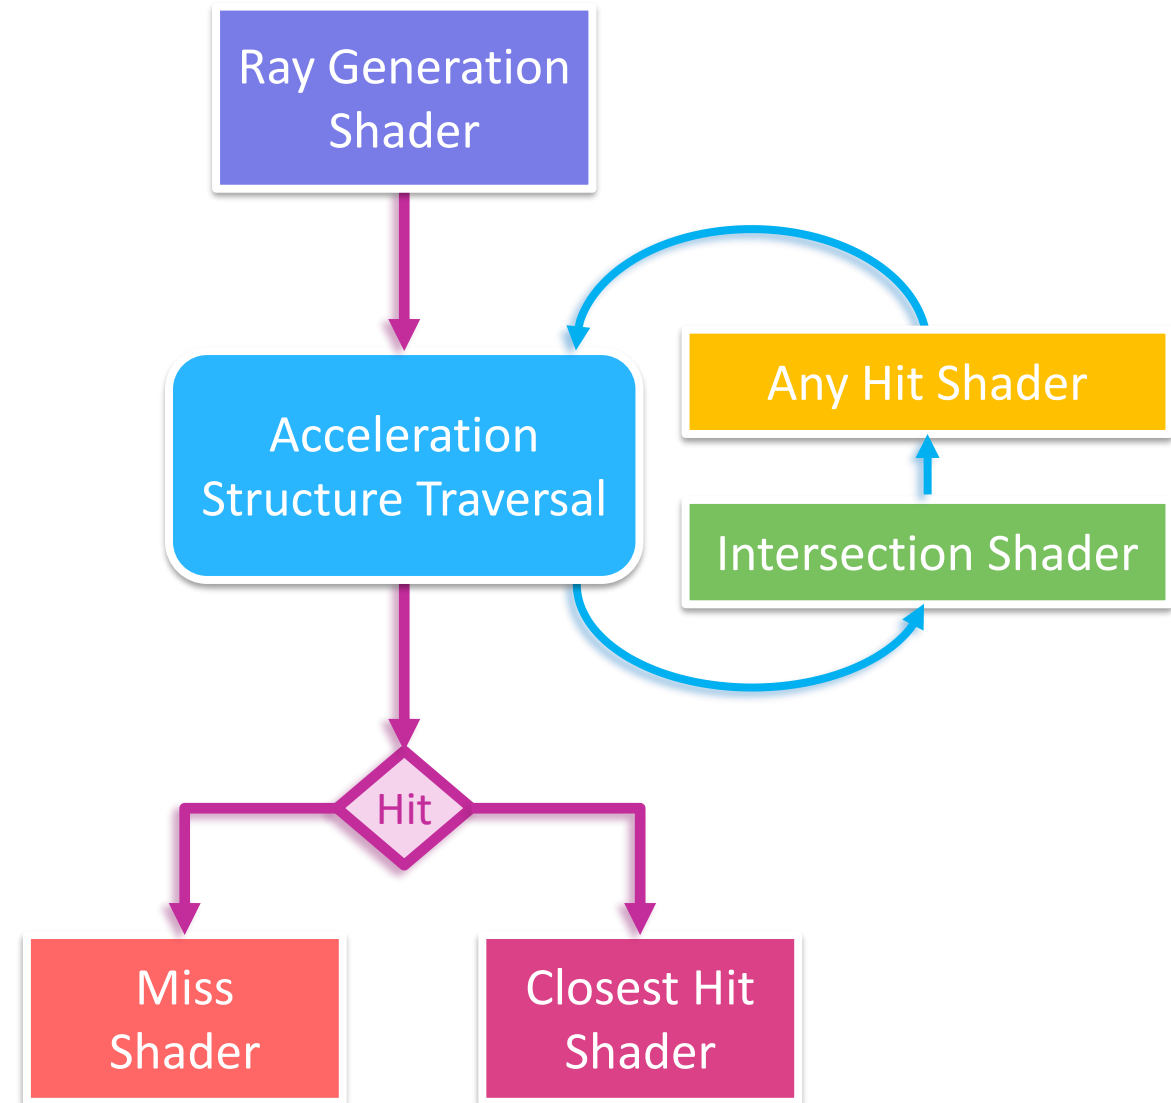 Ray Generation
Shader
Any Hit Shader
Acceleration
Structure Traversal
Intersection Shader
Hit
Miss
Shader
Closest Hit
Shader